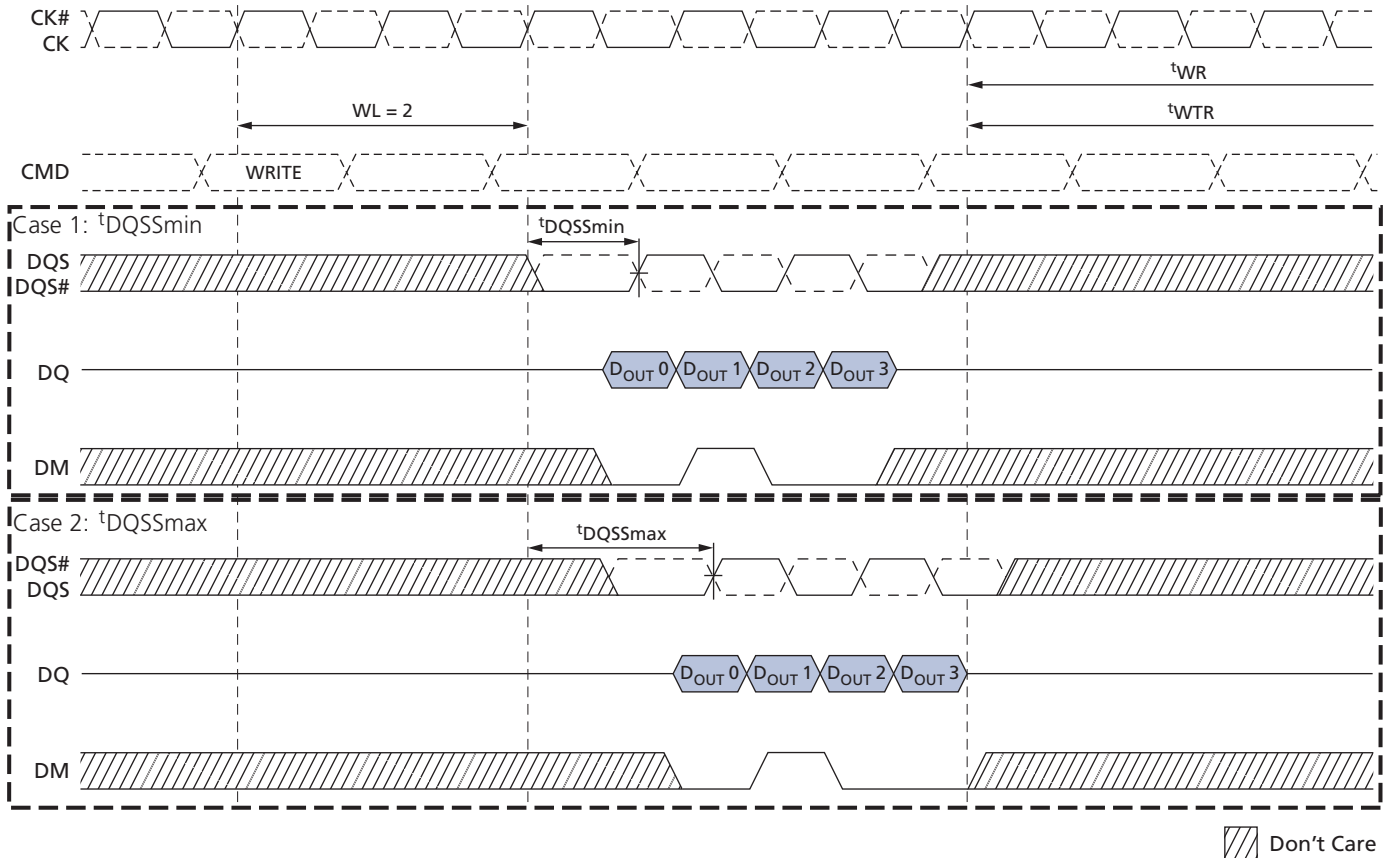 CK#
CK
tWR
WL = 2
tWTR
CMD
WRITE
Case 1: tDQSSmin
tDQSSmin
DQS
DQS#
DQ
DOUT 0 DOUT 1 DOUT 2 DOUT 3
DM
Case 2: tDQSSmax
tDQSSmax
DQS#
DQS
DQ
DOUT 0 DOUT 1 DOUT 2 DOUT 3
DM
Don't Care